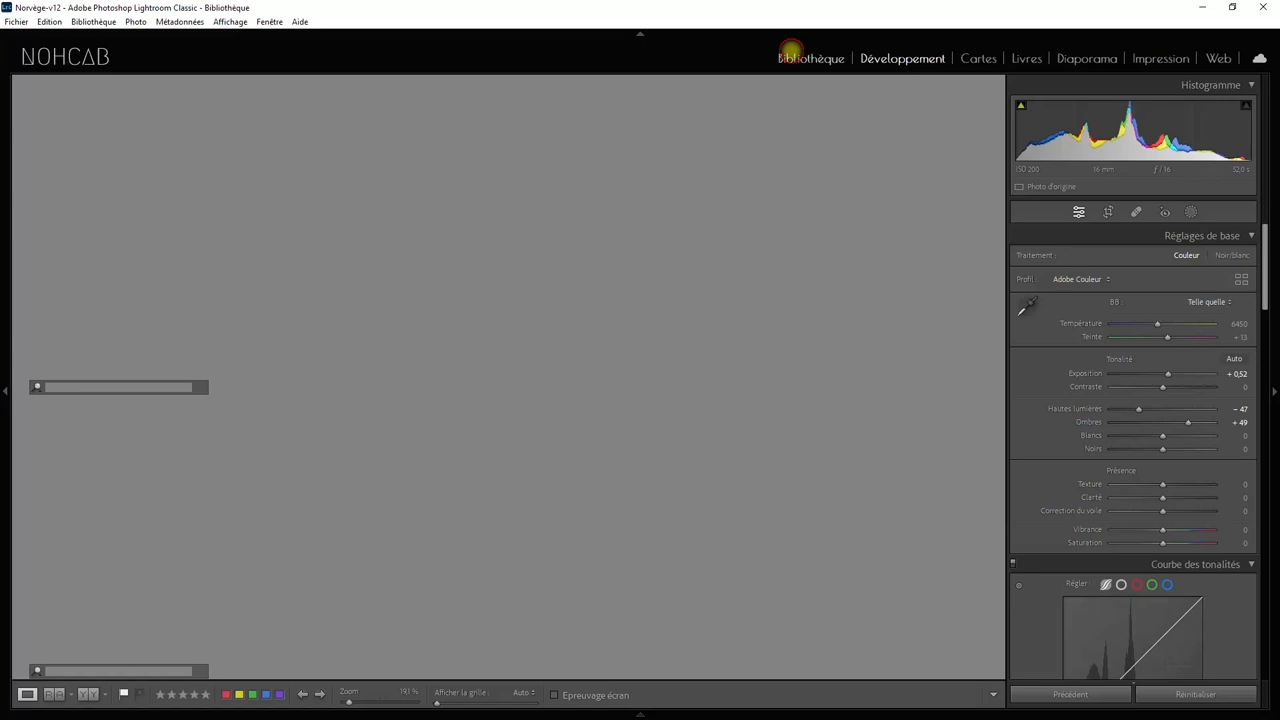 Norvège-v12 - Adobe Photoshop Lightroom Classic - Bibliothèque
Fichier Edition Bibliothèque Photo Métadonnées Affichage Fenêtre Aide
NOHCAB
Bibliothèque | Développement | Cartes | Livres | Diaporama | Impression | Web
Histogramme
ISO 200 16 mm ƒ / 16 52,0 s
Photo d'origine
Réglages de base
Traitement : Couleur Noir/blanc
Profil : Adobe Couleur
BB : Telle quelle
Température 6450
Teinte + 13
Tonalité Auto
Exposition + 0,52
Contraste 0
Hautes lumières – 47
Ombres + 49
Blancs 0
Noirs 0
Présence
Texture 0
Clarté 0
Correction du voile 0
Vibrance 0
Saturation 0
Courbe des tonalités
Régler :
Zoom 19,1 % Afficher la grille : Auto Epreuvage écran
Précédent Réinitialiser